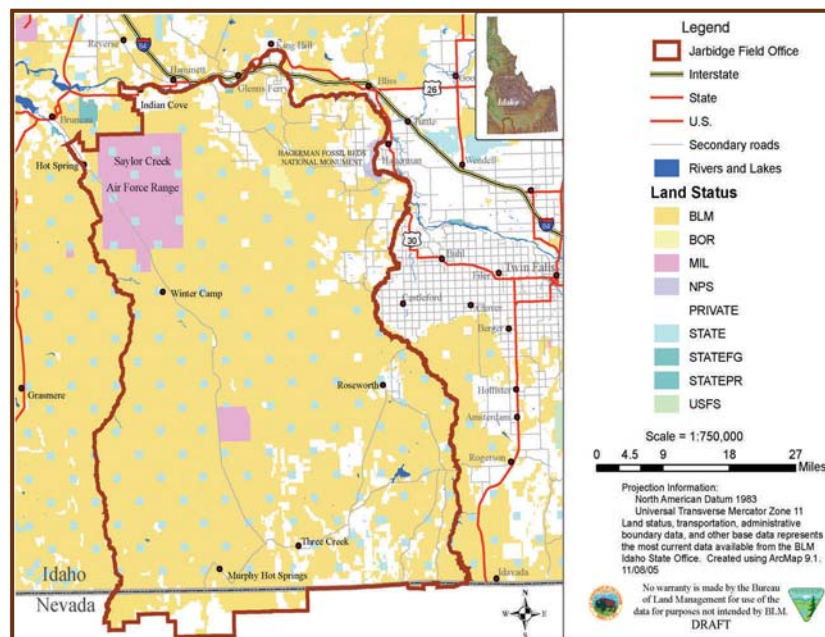 Reverse
King Hill
84
Hammett
Bliss
26
Glenns Ferry
Indian Cove
Bruneau
Tuttle
Idaho
HAGERMAN FOSSIL BEDS
NATIONAL MONUMENT
Hagerman
Wendell
Hot Spring
Saylor Creek
Air Force Range
84
30
Buhl
Filer
Twin Falls
Winter Camp
Castleford
Clover
Berger
Roseworth
Grasmere
Hollister
Amsterdam
Rogerson
Three Creek
Murphy Hot Springs
Idavada
Idaho
Nevada
N
W
E
S
Legend
Jarbidge Field Office
Interstate
State
U.S.
Secondary roads
Rivers and Lakes
Land Status
BLM
BOR
MIL
NPS
PRIVATE
STATE
STATEFG
STATEPR
USFS
Scale = 1:750,000
0 4.5 9 18 27
Miles
Projection Information:
North American Datum 1983
Universal Transverse Mercator Zone 11
Land status, transportation, administrative
boundary data, and other base data represents
the most current data available from the BLM
Idaho State Office. Created using ArcMap 9.1.
11/08/05
No warranty is made by the Bureau
of Land Management for use of the
data for purposes not intended by BLM.
DRAFT